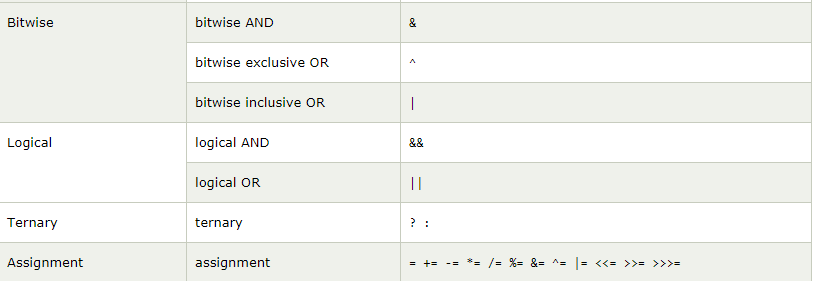 Bitwise bitwise AND &
bitwise exclusive OR ^
bitwise inclusive OR |
Logical logical AND &&
logical OR ||
Ternary ternary ? :
Assignment assignment = += -= *= /= %= &= ^= |= <<= >>= >>>=